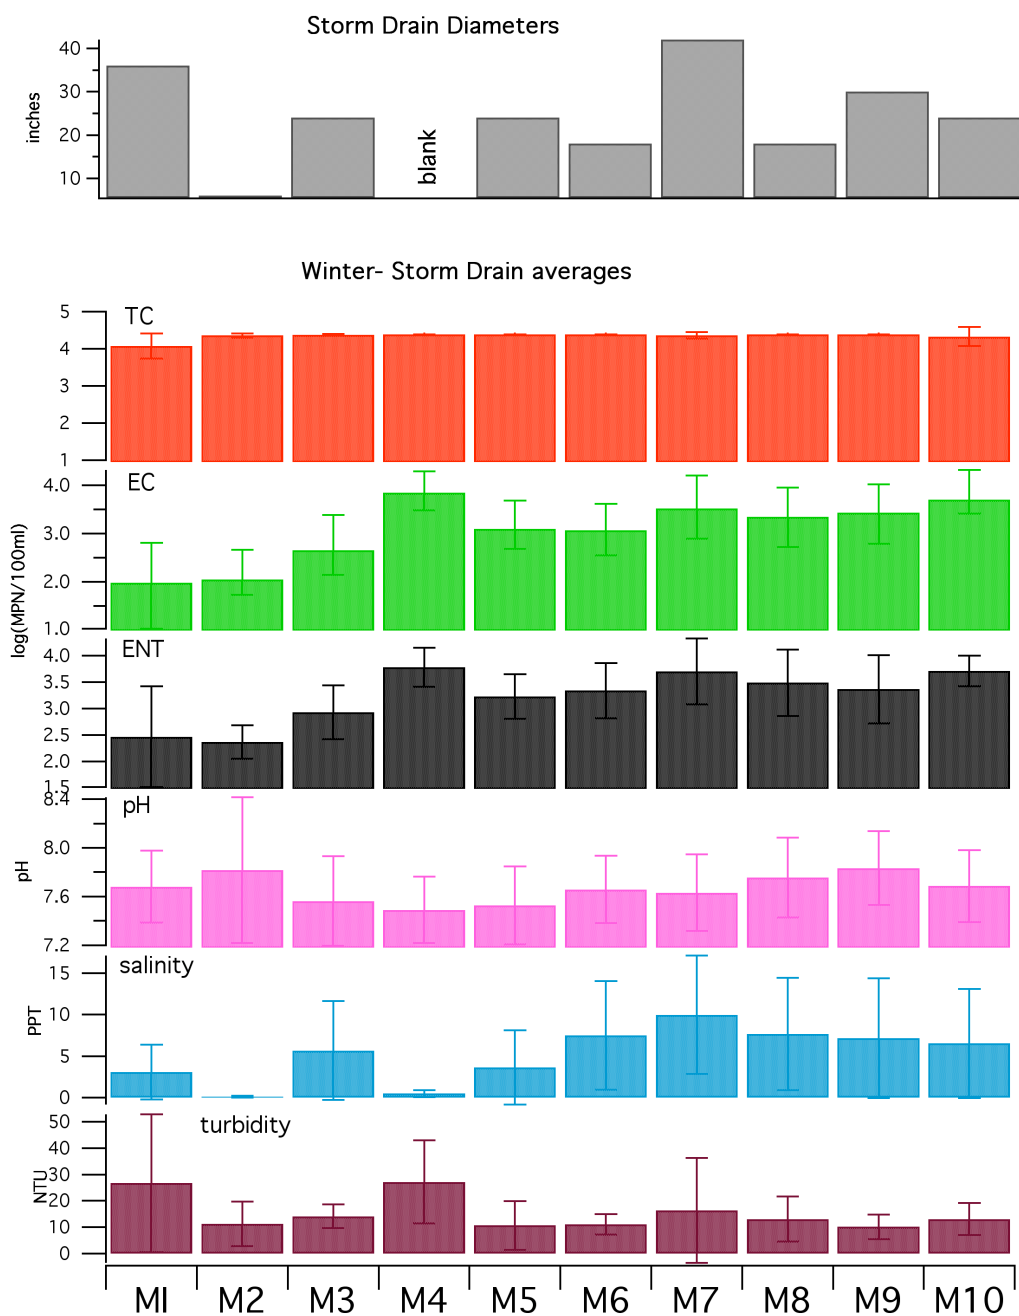 Storm Drain Diameters
40
30
20
10
inches
blank
Winter- Storm Drain averages
TC
5
4
3
2
1
EC
4.0
3.0
2.0
1.0
log(MPN/100ml)
ENT
4.0
3.5
3.0
2.5
2.0
1.5
pH
8.4
8.0
7.6
7.2
pH
salinity
15
10
5
0
PPT
turbidity
50
40
30
20
10
0
NTU
M1 M2 M3 M4 M5 M6 M7 M8 M9 M10